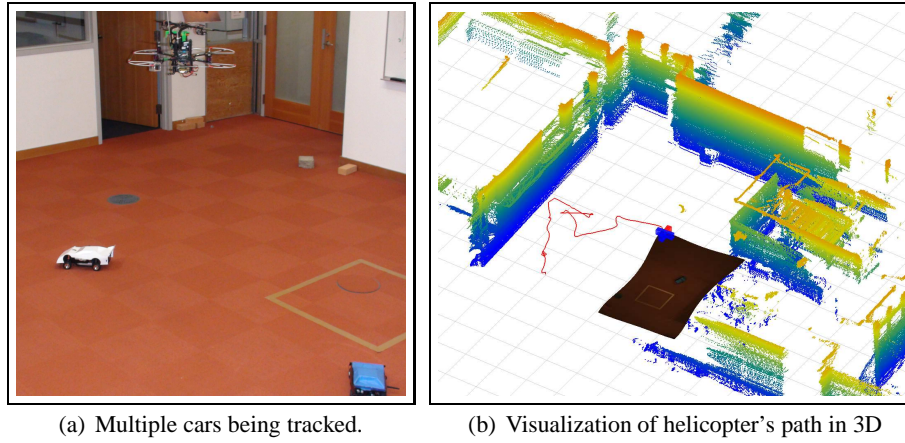 (a) Multiple cars being tracked.
(b) Visualization of helicopter's path in 3D